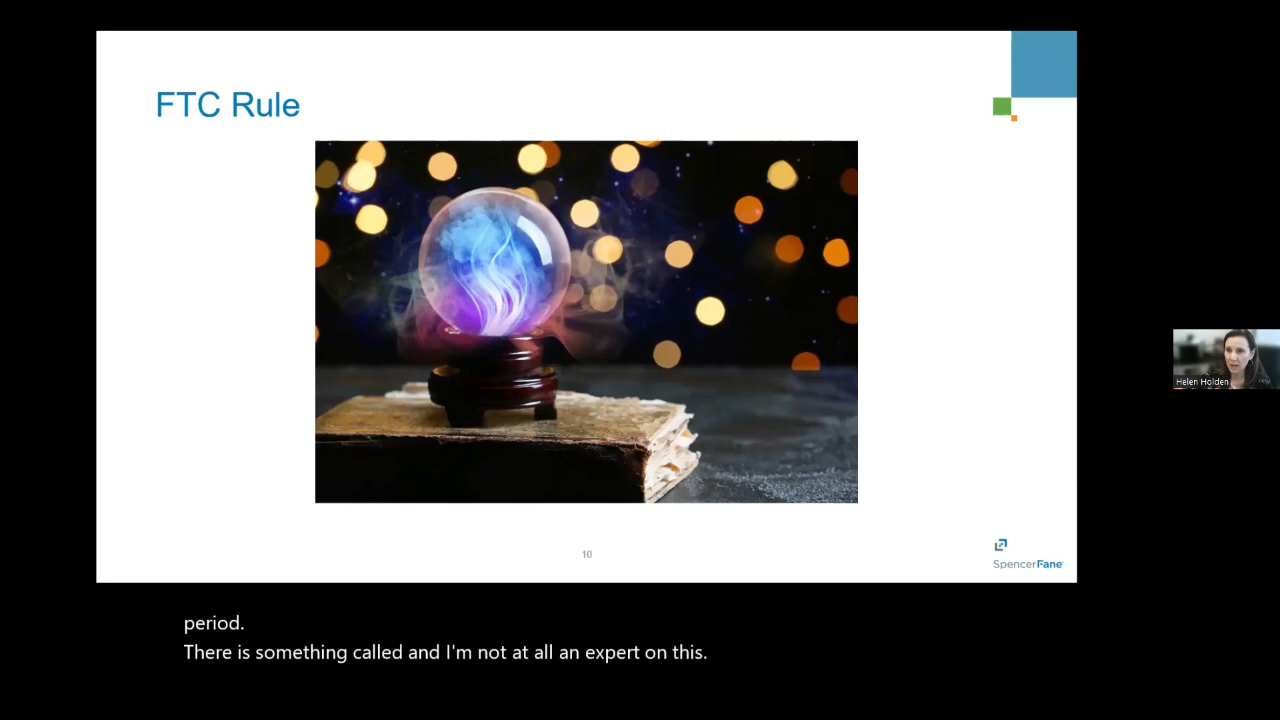 FTC Rule
Helen Holden
10
SpencerFane
period.
There is something called and I'm not at all an expert on this.